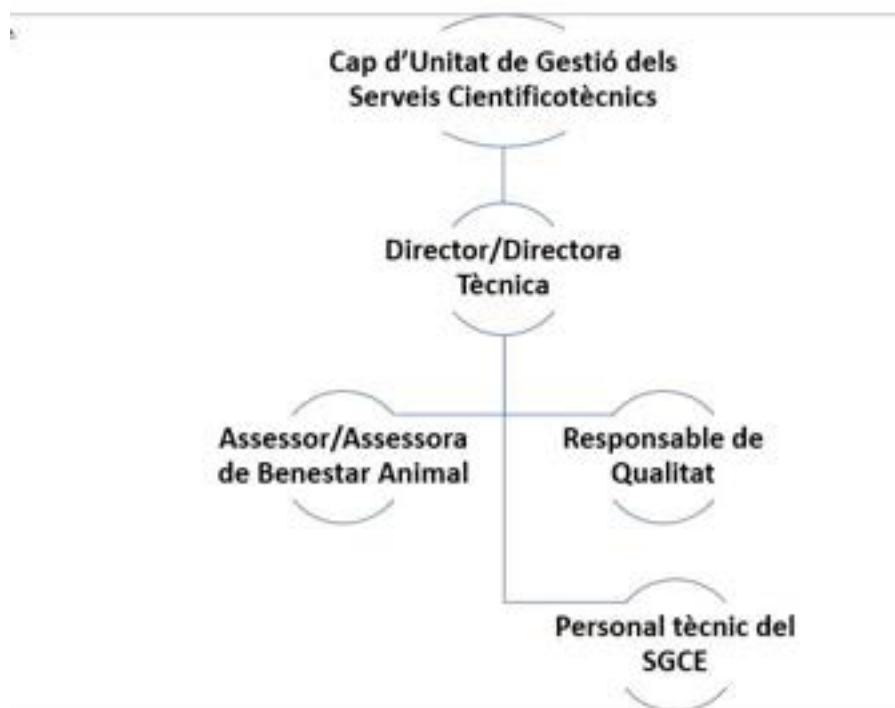 Cap d'Unitat de Gestió dels
Serveis Cientificotècnics
Director/Directora
Tècnica
Assessor/Assessora
de Benestar Animal
Responsable de
Qualitat
Personal tècnic del
SGCE